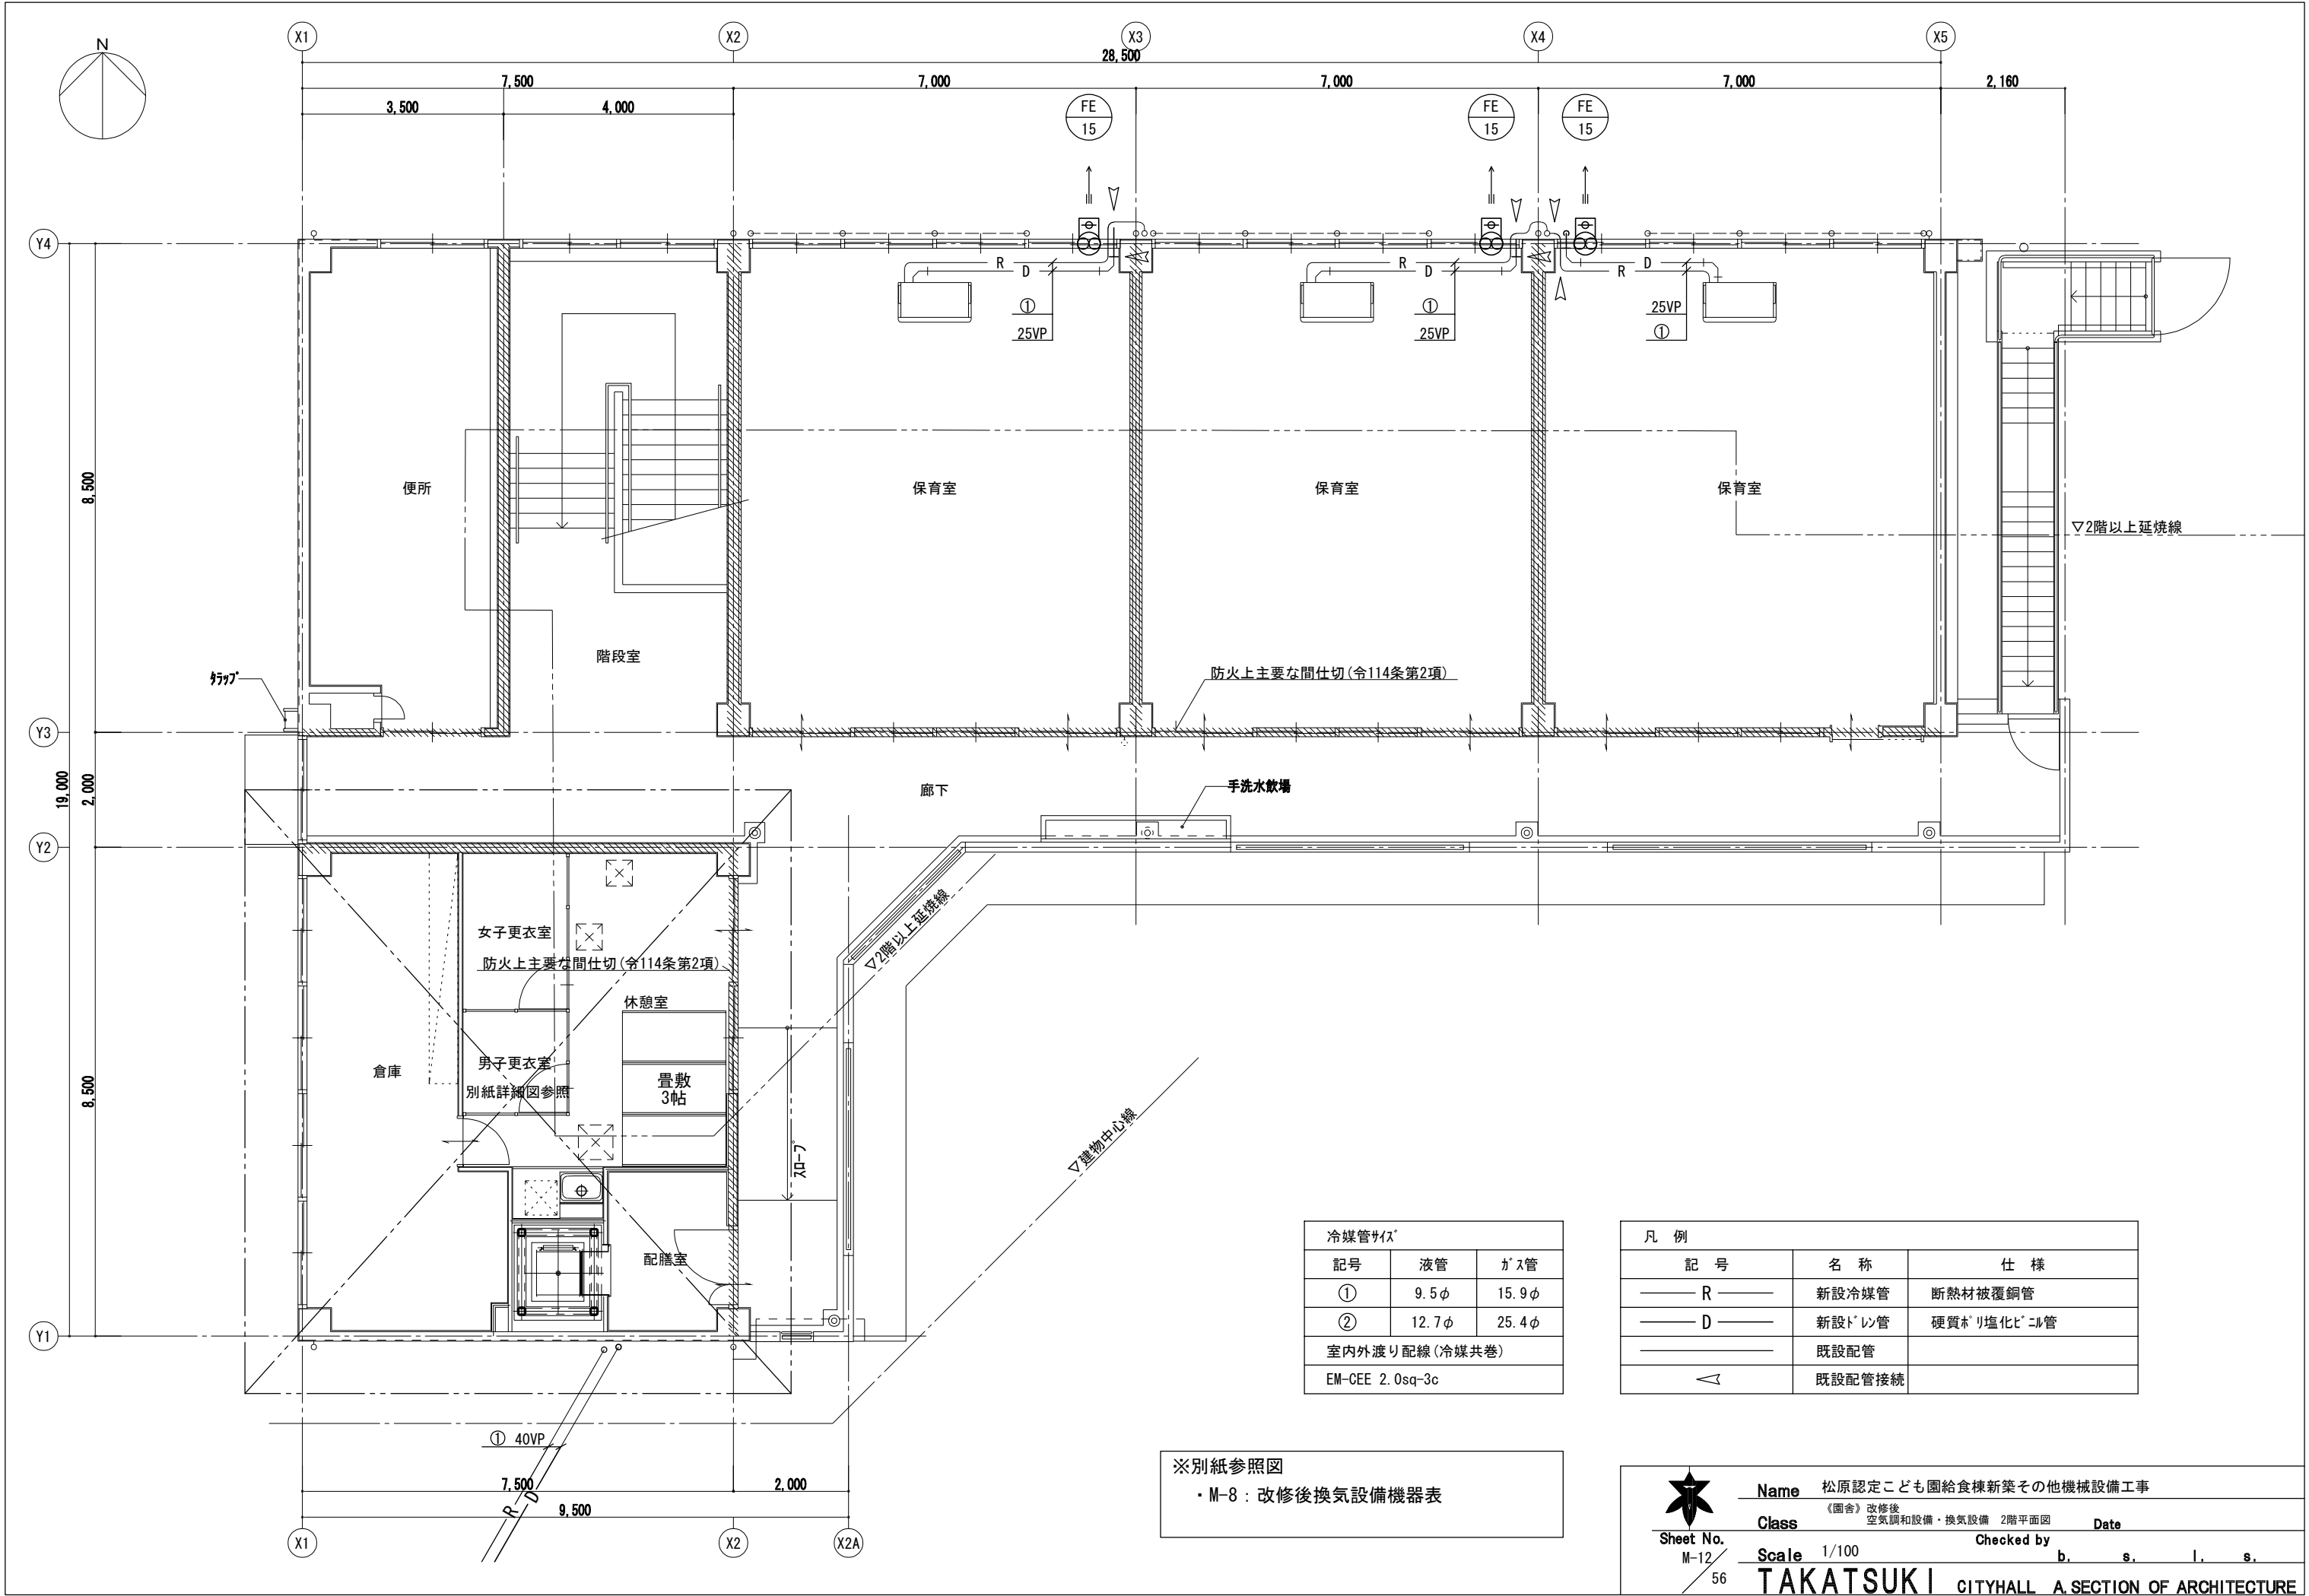 N
X1
X2
X3
X4
X5
28,500
7,500
7,000
7,000
7,000
2,160
3,500
4,000
FE
15
FE
15
FE
15
Y4
R
D
R
D
D
R
①
25VP
①
25VP
25VP
①
8,500
便所
保育室
保育室
保育室
▽2階以上延焼線
階段室
防火上主要な間仕切(令114条第2項)
ﾀﾗｯﾌﾟ
Y3
19,000
2,000
廊下
手洗水飲場
Y2
▽2階以上延焼線
女子更衣室
防火上主要な間仕切(令114条第2項)
休憩室
倉庫
男子更衣室
別紙詳細図参照
畳敷
3帖
8,500
▽建物中心線
ｽﾛｰﾌﾟ
配膳室
Y1
① 40VP
7,500
2,000
R
D
9,500
X1
X2
X2A
冷媒管ｻｲｽﾞ
記号 液管 ｶﾞｽ管
① 9.5φ 15.9φ
② 12.7φ 25.4φ
室内外渡り配線(冷媒共巻)
EM-CEE 2.0sq-3c
凡 例
記 号 名 称 仕 様
R 新設冷媒管 断熱材被覆銅管
D 新設ﾄﾞﾚﾝ管 硬質ﾎﾟﾘ塩化ﾋﾞﾆﾙ管
既設配管
既設配管接続
※別紙参照図
・M-8：改修後換気設備機器表
Name 松原認定こども園給食棟新築その他機械設備工事
《園舎》改修後
Class 空気調和設備・換気設備 2階平面図 Date
Sheet No. Checked by
M-12/56 Scale 1/100 b. s. l. s.
TAKATSUKI CITYHALL A.SECTION OF ARCHITECTURE